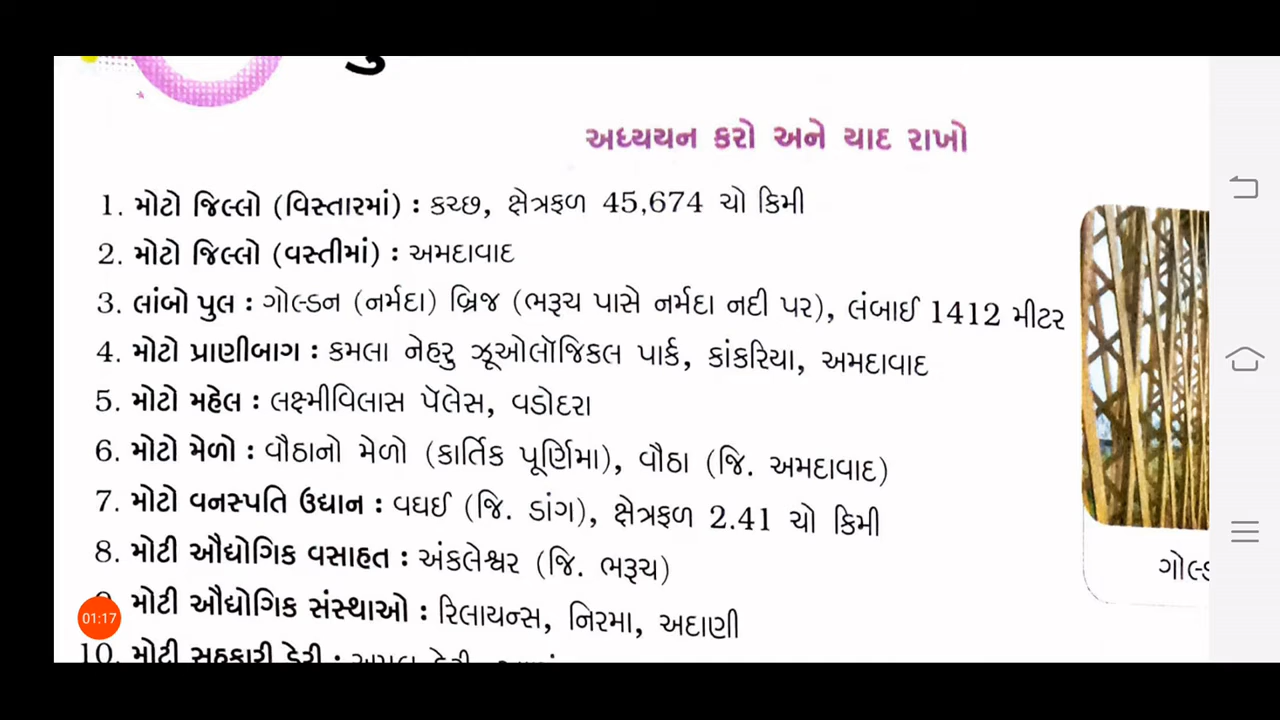 અધ્યયન કરો અને યાદ રાખો
1. મોટો જિલ્લો (વિસ્તારમાં) : કચ્છ, ક્ષેત્રફળ 45,674 ચો કિમી
2. મોટો જિલ્લો (વસ્તીમાં) : અમદાવાદ
3. લાંબો પુલ : ગોલ્ડન (નર્મદા) બ્રિજ (ભરૂચ પાસે નર્મદા નદી પર), લંબાઈ 1412 મીટર
4. મોટો પ્રાણીબાગ : કમલા નેહરુ ઝૂઓલૉજિકલ પાર્ક, કાંકરિયા, અમદાવાદ
5. મોટો મહેલ : લક્ષ્મીવિલાસ પૅલેસ, વડોદરા
6. મોટો મેળો : વૌઠાનો મેળો (કાર્તિક પૂર્ણિમા), વૌઠા (જિ. અમદાવાદ)
7. મોટો વનસ્પતિ ઉદ્યાન : વઘઈ (જિ. ડાંગ), ક્ષેત્રફળ 2.41 ચો કિમી
8. મોટી ઔદ્યોગિક વસાહત : અંકલેશ્વર (જિ. ભરૂચ)
ગોલ્ડ
મોટી ઔદ્યોગિક સંસ્થાઓ : રિલાયન્સ, નિરમા, અદાણી
01:17
10. મોટી સહકારી ડેરી :